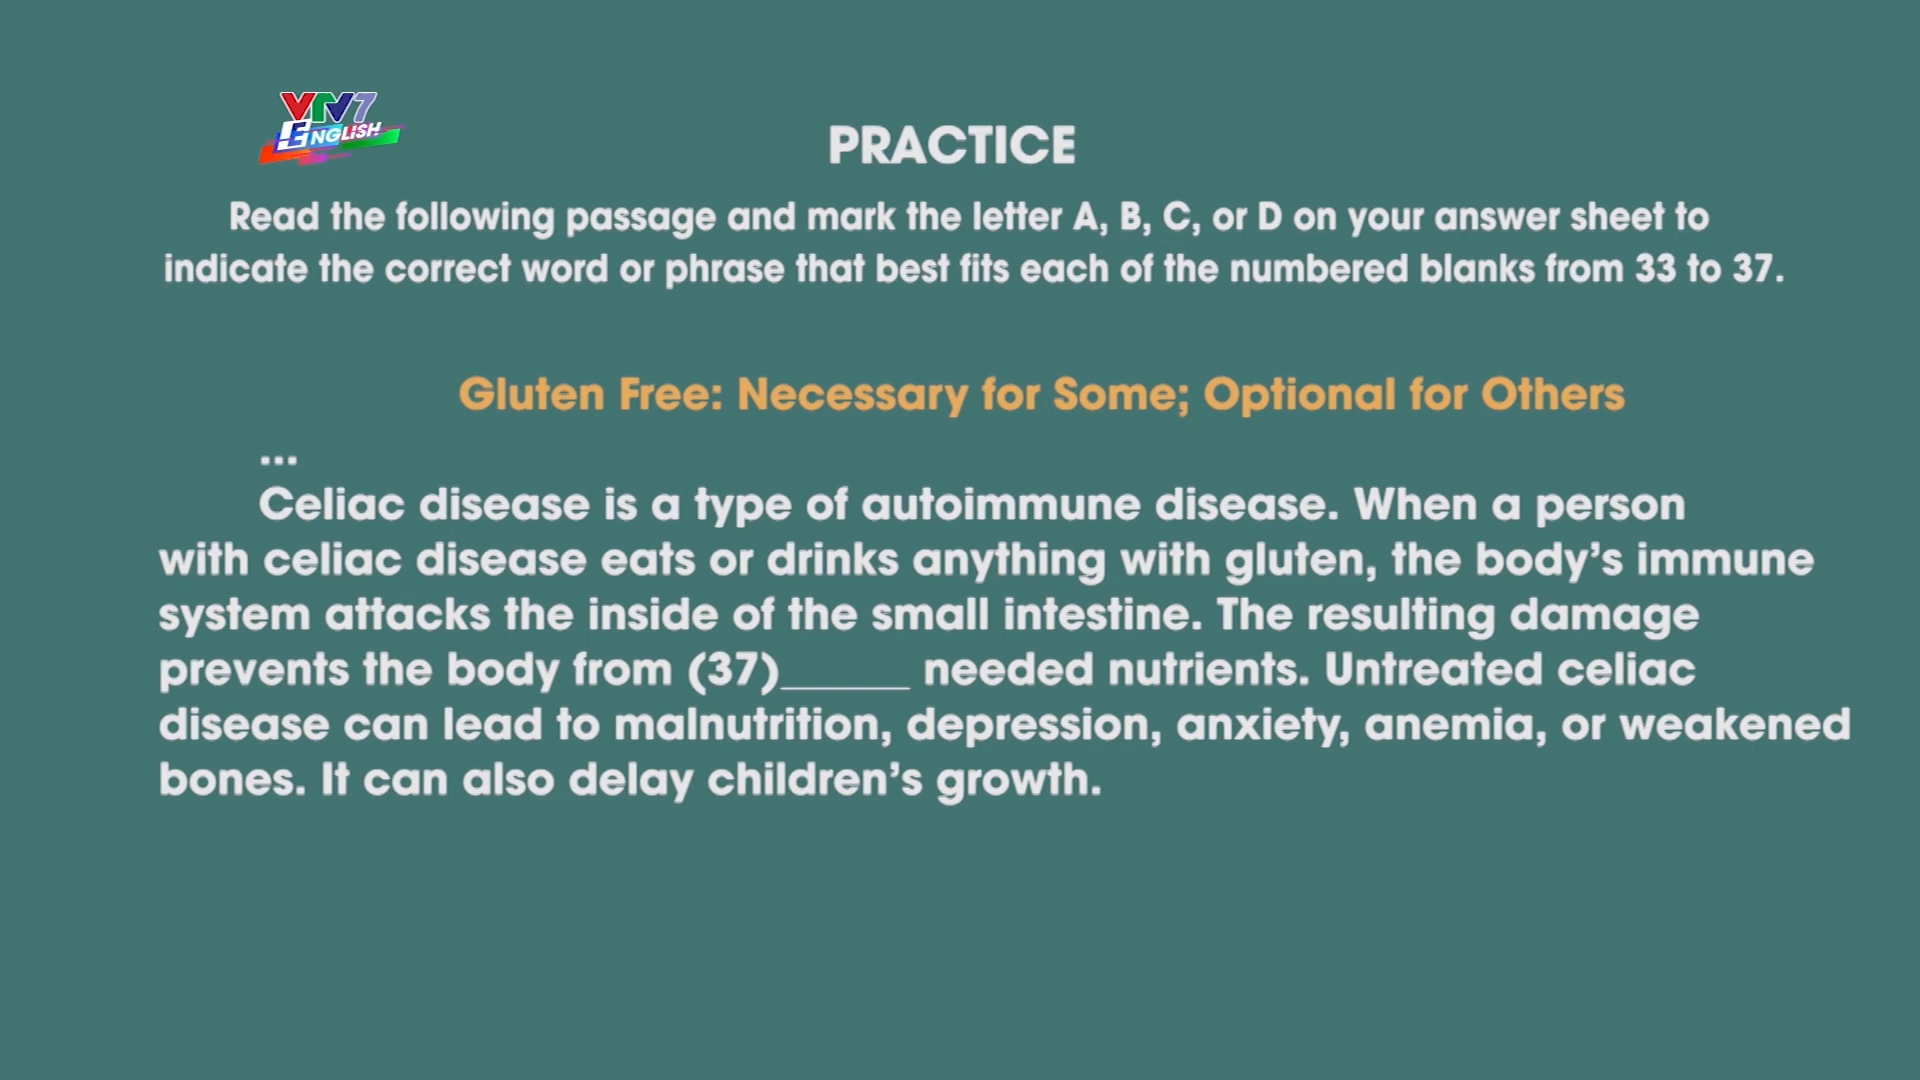 VTV7
ENGLISH
PRACTICE
Read the following passage and mark the letter A, B, C, or D on your answer sheet to
indicate the correct word or phrase that best fits each of the numbered blanks from 33 to 37.
Gluten Free: Necessary for Some; Optional for Others
...
Celiac disease is a type of autoimmune disease. When a person
with celiac disease eats or drinks anything with gluten, the body’s immune
system attacks the inside of the small intestine. The resulting damage
prevents the body from (37)______ needed nutrients. Untreated celiac
disease can lead to malnutrition, depression, anxiety, anemia, or weakened
bones. It can also delay children’s growth.